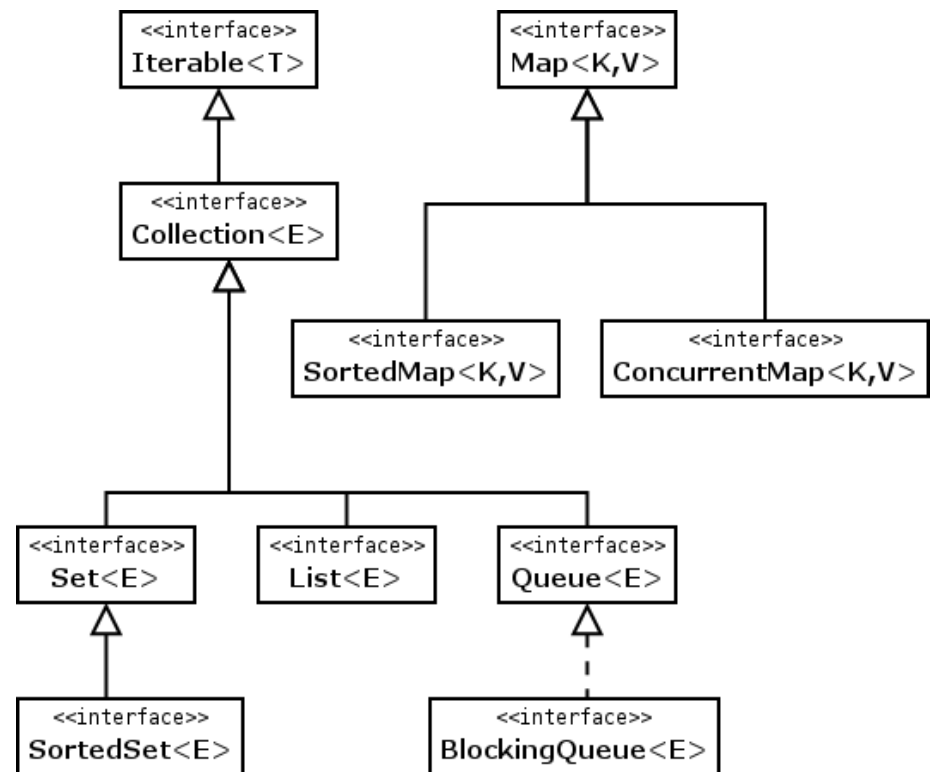 <<interface>>
Iterable<T>
<<interface>>
Map<K,V>
<<interface>>
Collection<E>
<<interface>>
SortedMap<K,V>
<<interface>>
ConcurrentMap<K,V>
<<interface>>
Set<E>
<<interface>>
List<E>
<<interface>>
Queue<E>
<<interface>>
SortedSet<E>
<<interface>>
BlockingQueue<E>